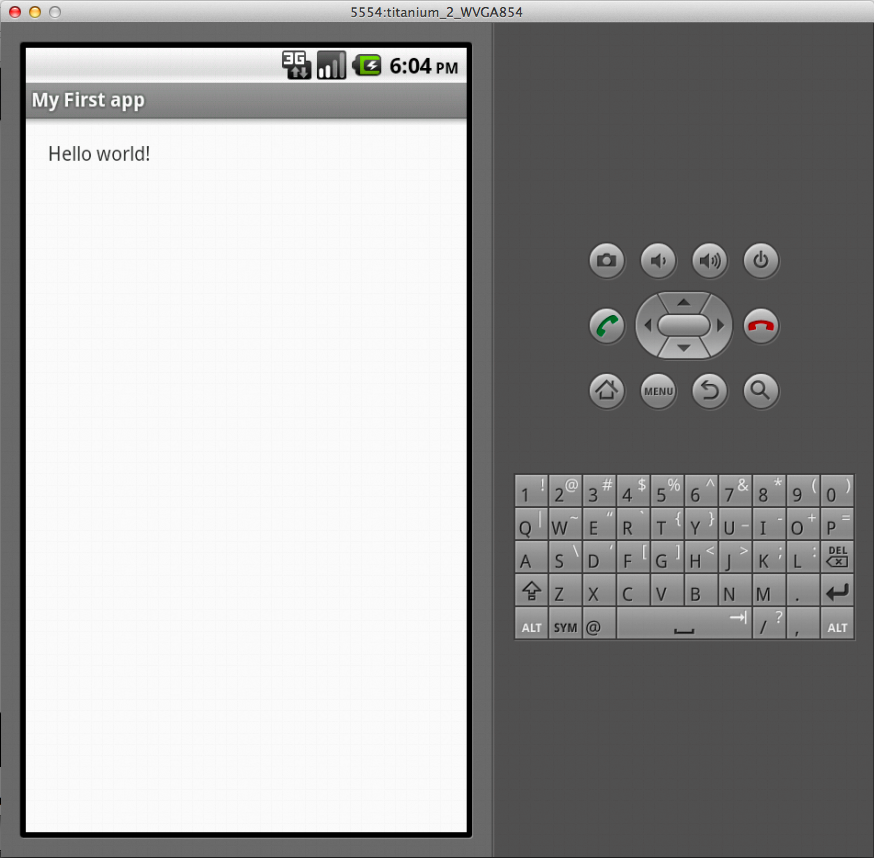 5554:titanium_2_WVGA854
3G 6:04 PM
My First app
Hello world!
MENU
1 ! 2 @ 3 # 4 $ 5 % 6 ^ 7 & 8 * 9 ( 0 )
Q | W ~ E “ R ` T { Y } U _ I - O + P =
A S \ D ' F [ G ] H < J > K ; L : DEL
Z X C V B N M .
ALT SYM @ / ? , ALT